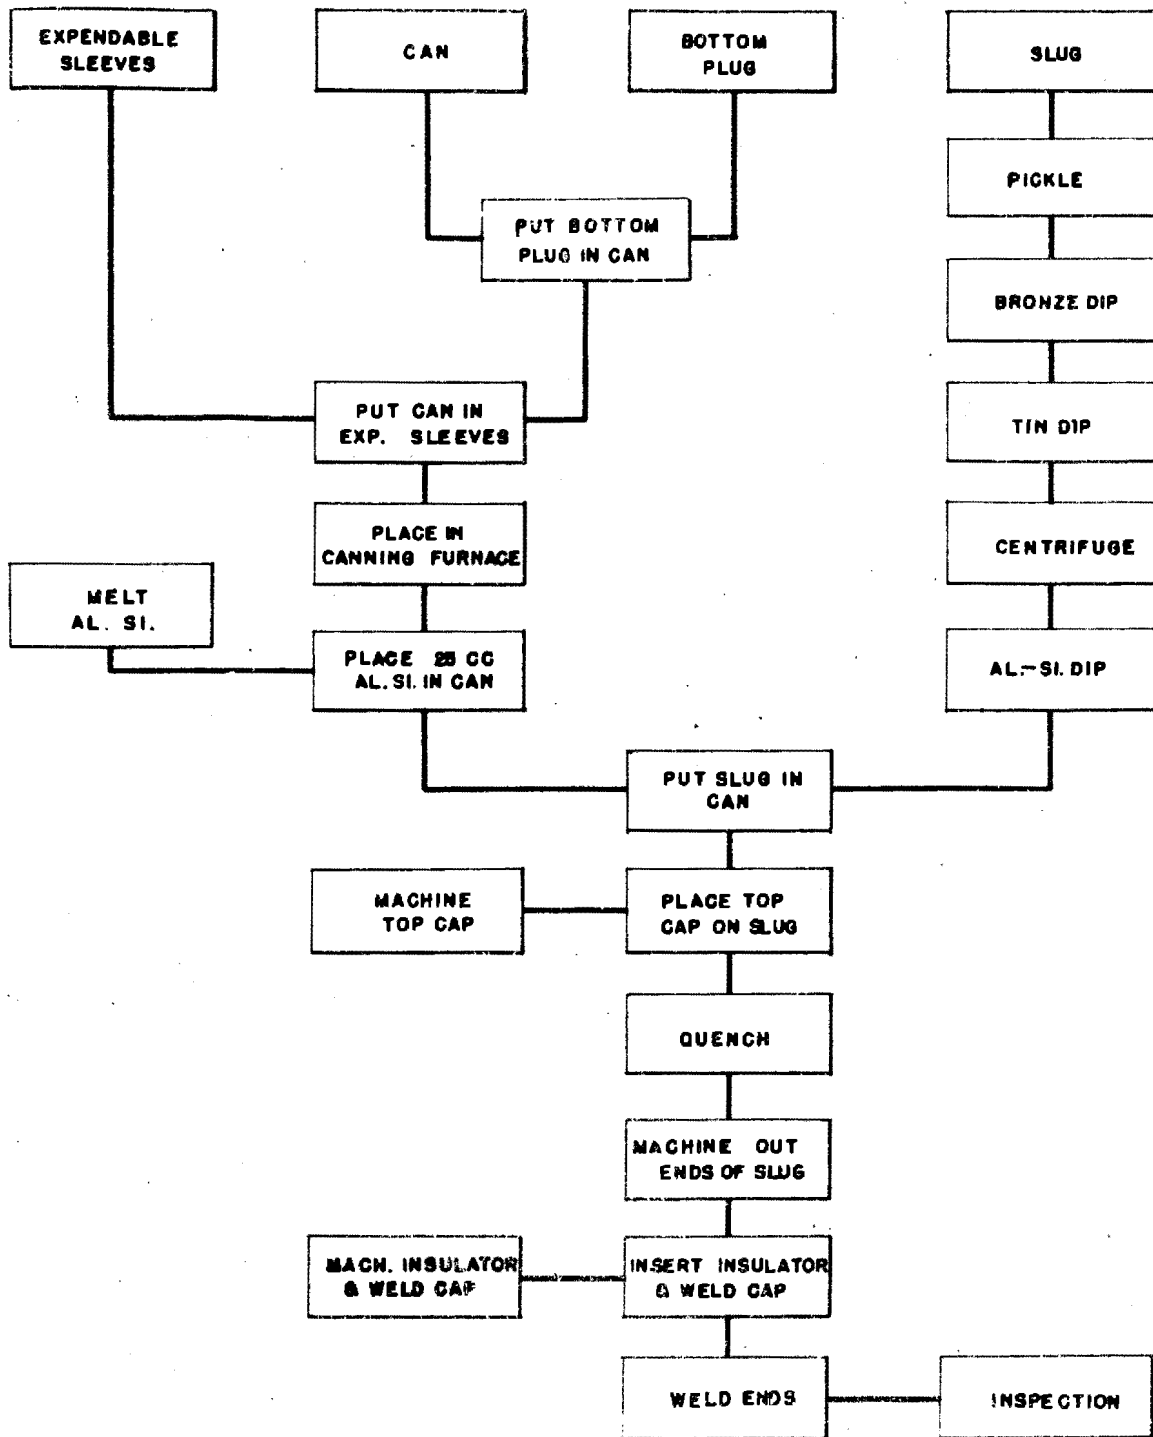 EXPENDABLE
SLEEVES
CAN
BOTTOM
PLUG
SLUG
PICKLE
PUT BOTTOM
PLUG IN CAN
BRONZE DIP
PUT CAN IN
EXP. SLEEVES
TIN DIP
PLACE IN
CANNING FURNACE
CENTRIFUGE
MELT
AL. SI.
PLACE 25 CC
AL. SI. IN CAN
AL.-SI. DIP
PUT SLUG IN
CAN
MACHINE
TOP CAP
PLACE TOP
CAP ON SLUG
QUENCH
MACHINE OUT
ENDS OF SLUG
MACH. INSULATOR
& WELD CAP
INSERT INSULATOR
& WELD CAP
WELD ENDS
INSPECTION